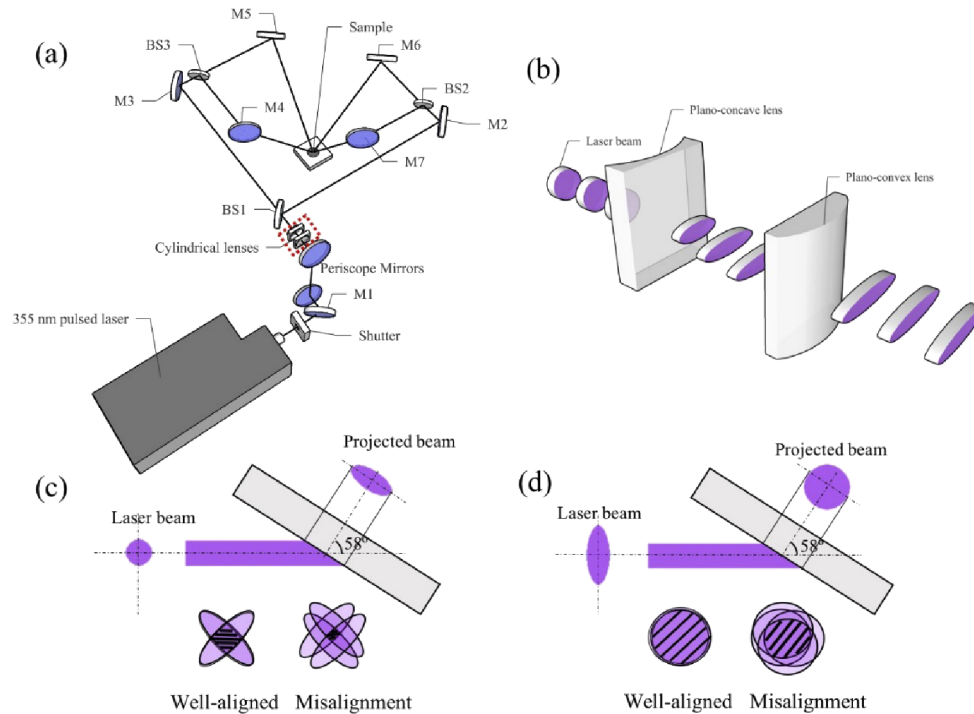 (a)
M5
Sample
M6
BS3
BS2
M3
M4
M2
M7
BS1
Cylindrical lenses
Periscope Mirrors
M1
355 nm pulsed laser
Shutter
(b)
Plano-concave lens
Laser beam
Plano-convex lens
(c)
Projected beam
Laser beam
58°
Well-aligned Misalignment
(d)
Projected beam
Laser beam
58°
Well-aligned Misalignment